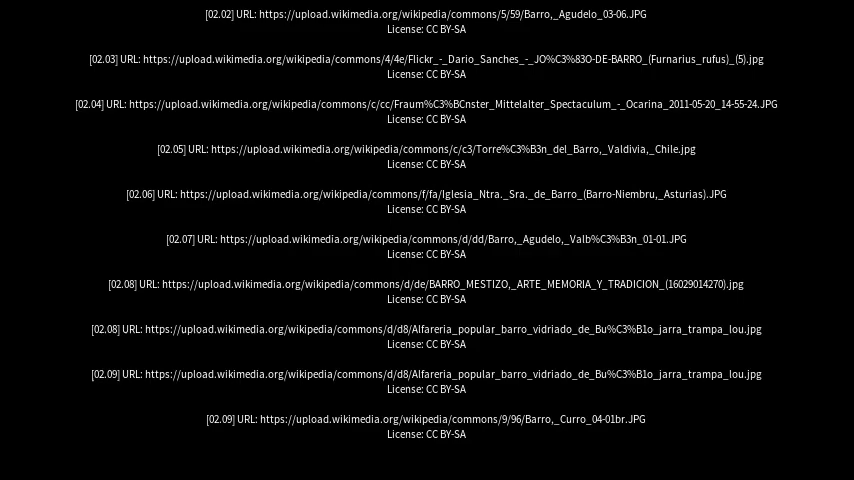 [02.02] URL: https://upload.wikimedia.org/wikipedia/commons/5/59/Barro,_Agudelo_03-06.JPG
License: CC BY-SA
[02.03] URL: https://upload.wikimedia.org/wikipedia/commons/4/4e/Flickr_-_Dario_Sanches_-_JO%C3%83O-DE-BARRO_(Furnarius_rufus)_(5).jpg
License: CC BY-SA
[02.04] URL: https://upload.wikimedia.org/wikipedia/commons/c/cc/Fraum%C3%BCnster_Mittelalter_Spectaculum_-_Ocarina_2011-05-20_14-55-24.JPG
License: CC BY-SA
[02.05] URL: https://upload.wikimedia.org/wikipedia/commons/c/c3/Torre%C3%B3n_del_Barro,_Valdivia,_Chile.jpg
License: CC BY-SA
[02.06] URL: https://upload.wikimedia.org/wikipedia/commons/f/fa/Iglesia_Ntra._Sra._de_Barro_(Barro-Niembru,_Asturias).JPG
License: CC BY-SA
[02.07] URL: https://upload.wikimedia.org/wikipedia/commons/d/dd/Barro,_Agudelo,_Valb%C3%B3n_01-01.JPG
License: CC BY-SA
[02.08] URL: https://upload.wikimedia.org/wikipedia/commons/d/de/BARRO_MESTIZO,_ARTE_MEMORIA_Y_TRADICION_(16029014270).jpg
License: CC BY-SA
[02.08] URL: https://upload.wikimedia.org/wikipedia/commons/d/d8/Alfareria_popular_barro_vidriado_de_Bu%C3%B1o_jarra_trampa_lou.jpg
License: CC BY-SA
[02.09] URL: https://upload.wikimedia.org/wikipedia/commons/d/d8/Alfareria_popular_barro_vidriado_de_Bu%C3%B1o_jarra_trampa_lou.jpg
License: CC BY-SA
[02.09] URL: https://upload.wikimedia.org/wikipedia/commons/9/96/Barro,_Curro_04-01br.JPG
License: CC BY-SA